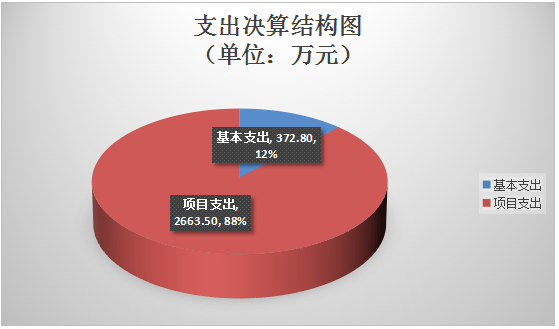 支出决算结构图
（单位：万元）
基本支出, 372.80,
12%
项目支出,
2663.50, 88%
基本支出
项目支出